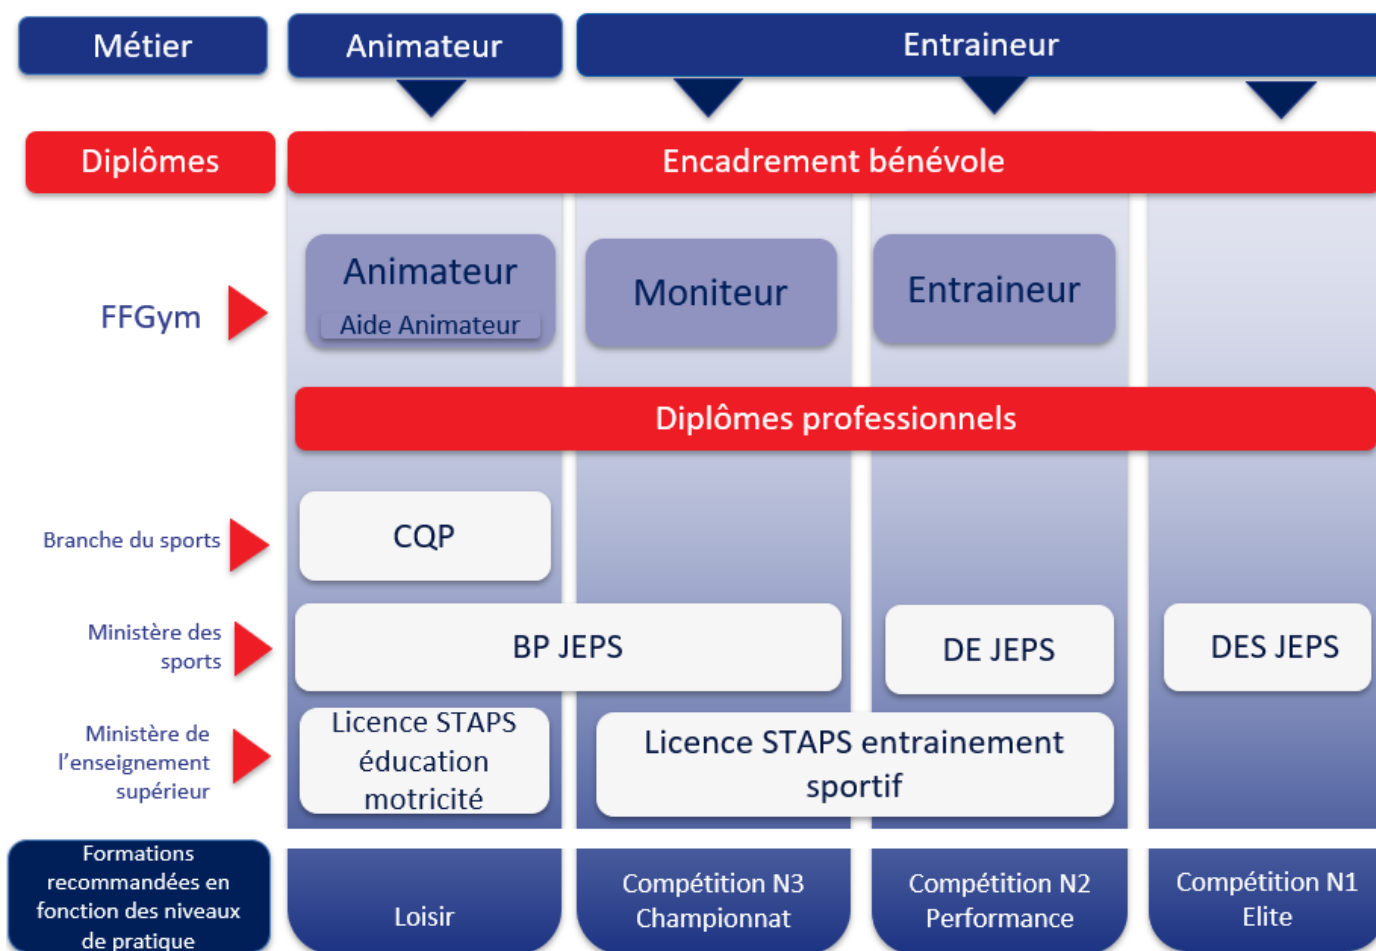 Métier
Animateur
Entraineur
Diplômes
Encadrement bénévole
FFGym
Animateur
Aide Animateur
Moniteur
Entraineur
Diplômes professionnels
Branche du sports
CQP
Ministère des
sports
BP JEPS
DE JEPS
DES JEPS
Ministère de
l'enseignement
supérieur
Licence STAPS
éducation
motricité
Licence STAPS entrainement
sportif
Formations
recommandées en
fonction des niveaux
de pratique
Loisir
Compétition N3
Championnat
Compétition N2
Performance
Compétition N1
Elite